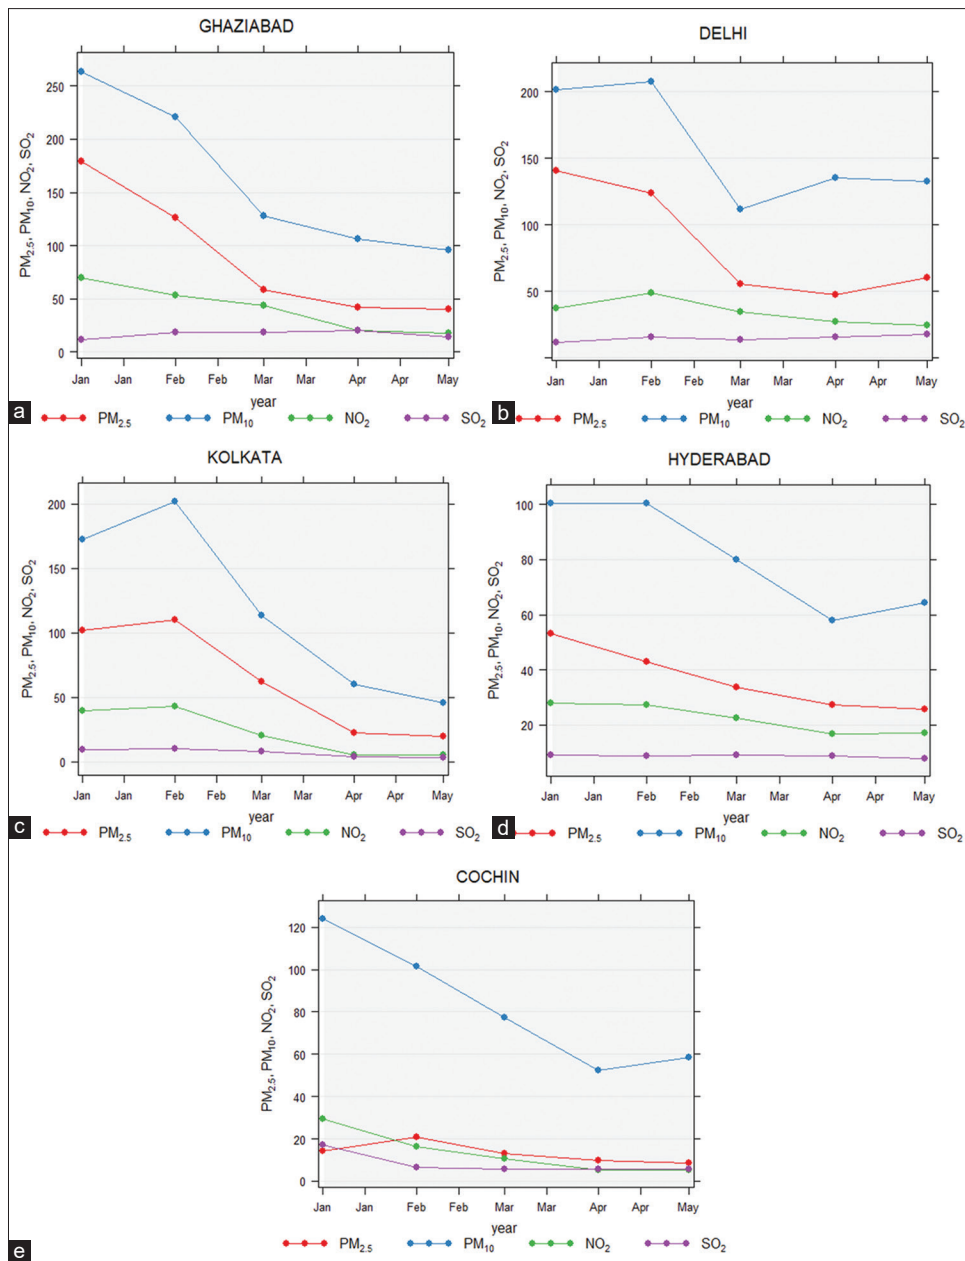 GHAZIABAD
PM2.5, PM10, NO2, SO2
250
200
150
100
50
0
Jan Jan Feb Feb Mar Mar Apr Apr May
year
a
PM2.5 PM10 NO2 SO2
DELHI
PM2.5, PM10, NO2, SO2
200
150
100
50
Jan Jan Feb Feb Mar Mar Apr Apr May
year
b
PM2.5 PM10 NO2 SO2
KOLKATA
PM2.5, PM10, NO2, SO2
200
150
100
50
0
Jan Jan Feb Feb Mar Mar Apr Apr May
year
c
PM2.5 PM10 NO2 SO2
HYDERABAD
PM2.5, PM10, NO2, SO2
100
80
60
40
20
Jan Jan Feb Feb Mar Mar Apr Apr May
year
d
PM2.5 PM10 NO2 SO2
COCHIN
PM2.5, PM10, NO2, SO2
120
100
80
60
40
20
0
Jan Jan Feb Feb Mar Mar Apr Apr May
year
e
PM2.5 PM10 NO2 SO2